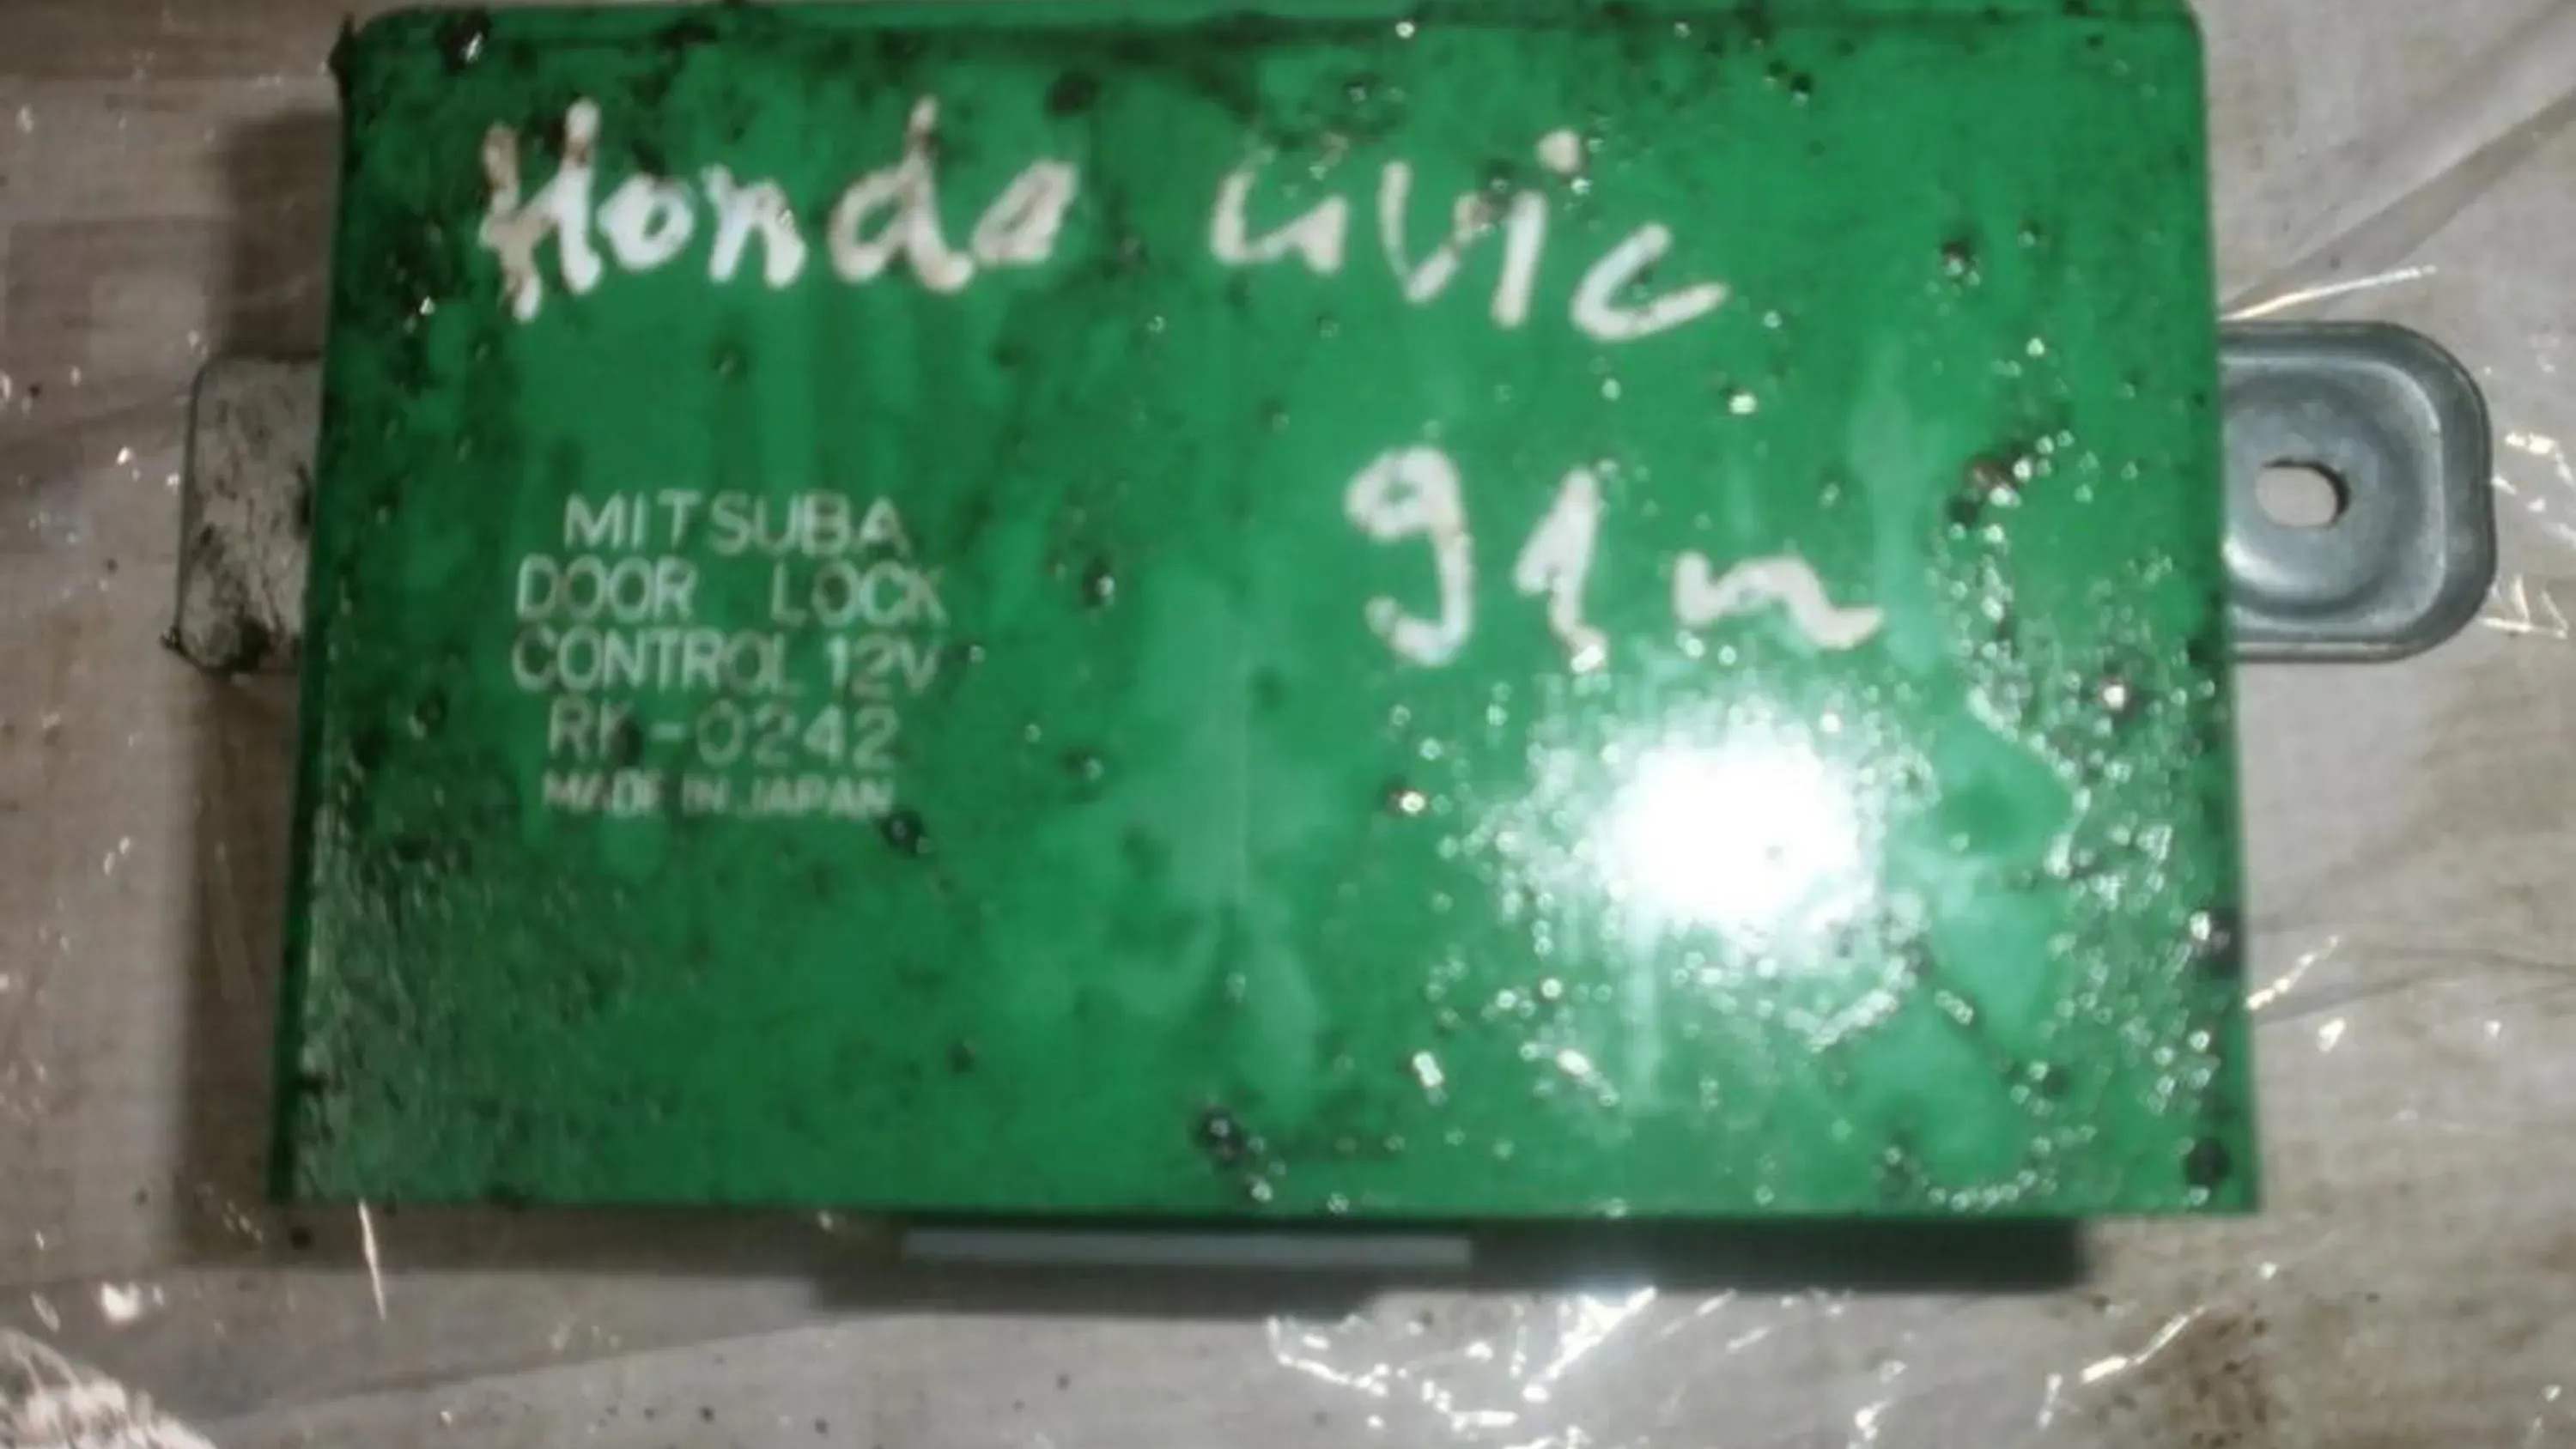 Honda civic
91m
MITSUBA
DOOR LOCK
CONTROL 12V
RK-0242
MADE IN JAPAN